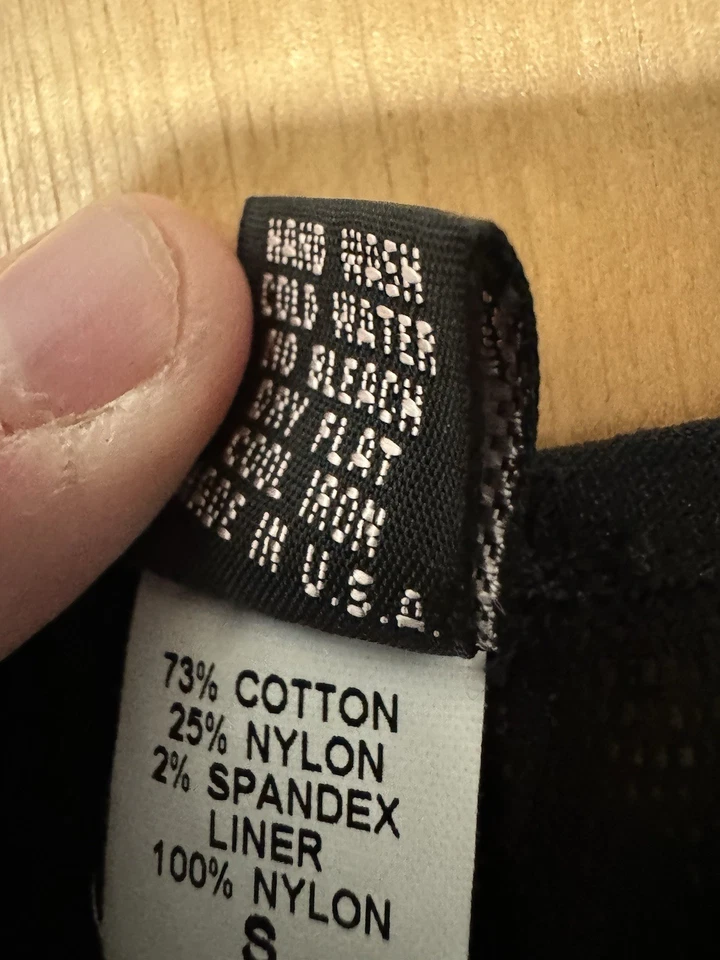 HAND WASH
COLD WATER
NO BLEACH
DRY FLAT
COOL IRON
MADE IN U.S.A.
73% COTTON
25% NYLON
2% SPANDEX
LINER
100% NYLON
S